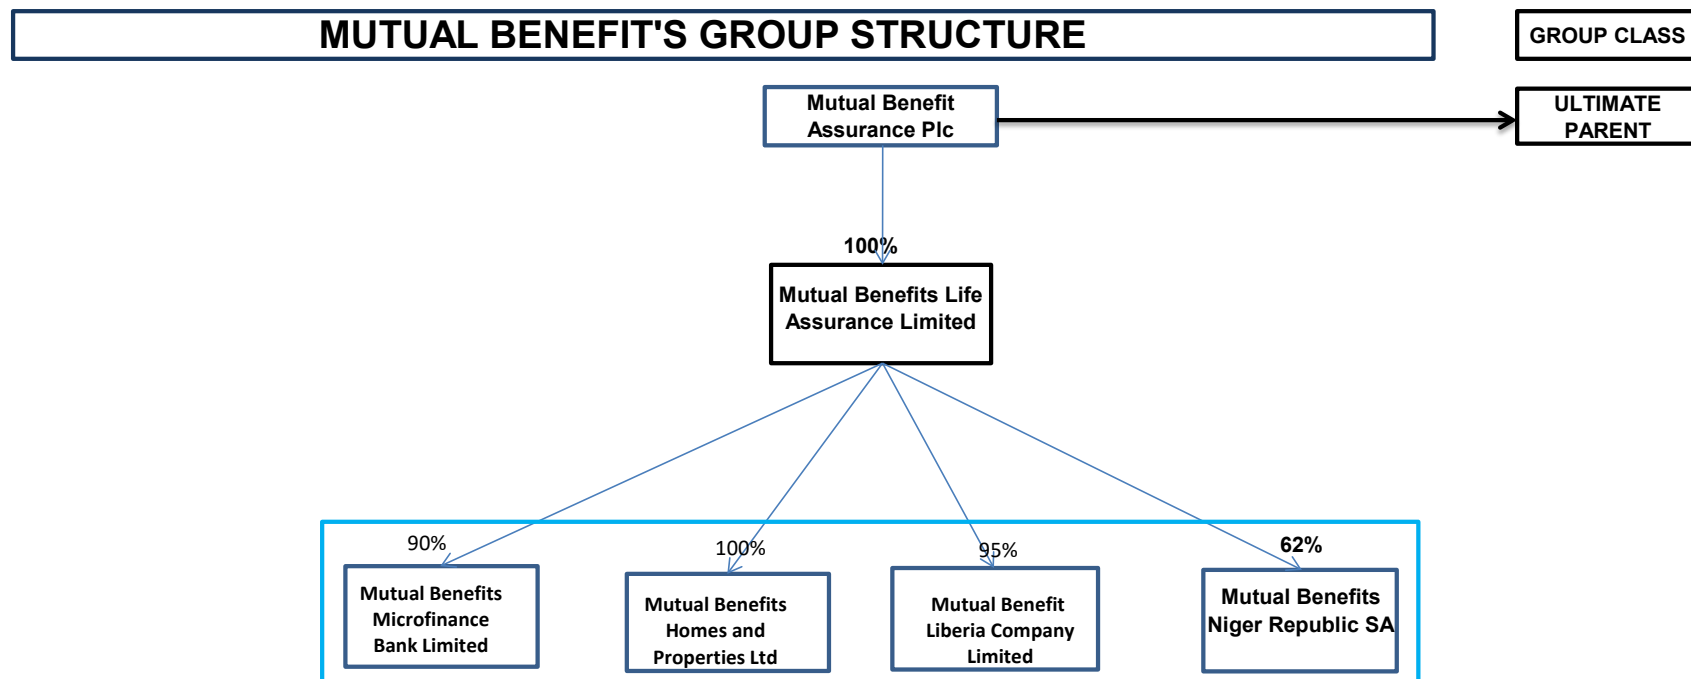 MUTUAL BENEFIT'S GROUP STRUCTURE
GROUP CLASS
Mutual Benefit
Assurance Plc
ULTIMATE
PARENT
100%
Mutual Benefits Life
Assurance Limited
90%
100%
95%
62%
Mutual Benefits
Microfinance
Bank Limited
Mutual Benefits
Homes and
Properties Ltd
Mutual Benefit
Liberia Company
Limited
Mutual Benefits
Niger Republic SA